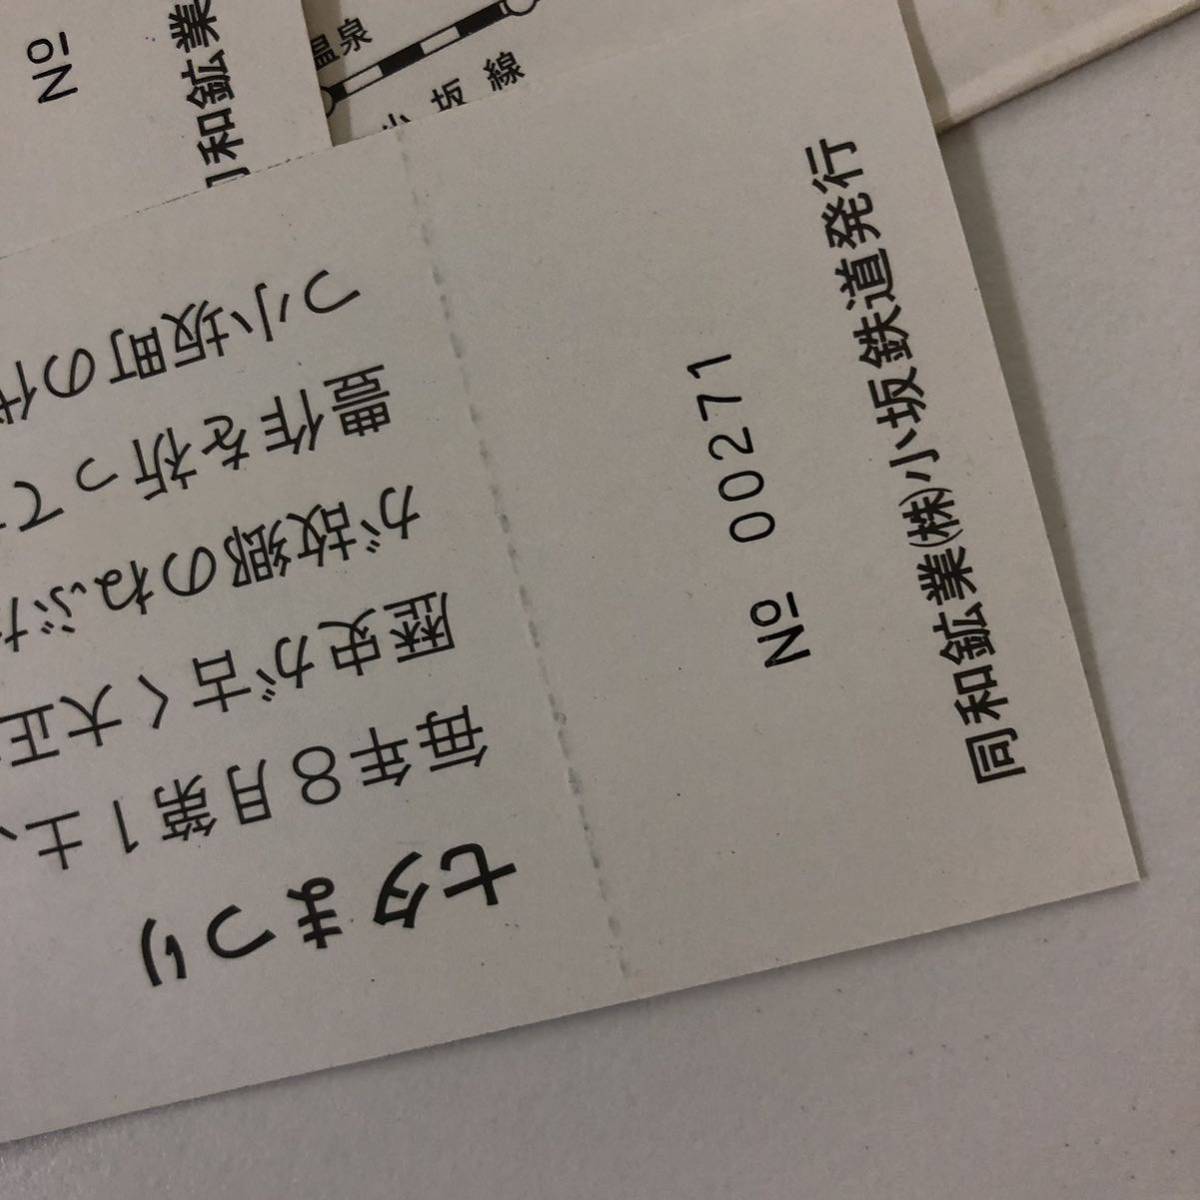 七夕まつり
毎年8月第1土、
歴史が古く大正
が故郷のねぶた
豊作を祈って
つ小坂町の代
№ 00271
同和鉱業㈱小坂鉄道発行
№
同和鉱業
温泉
小坂線